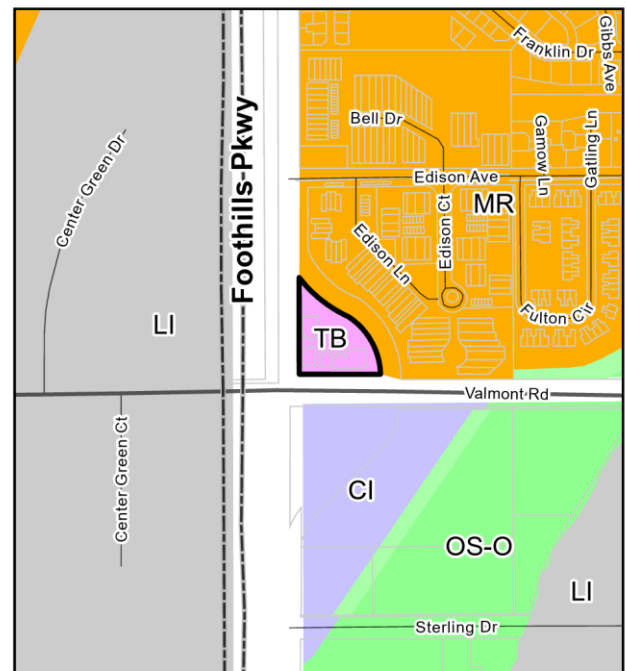 Franklin Dr
Gibbs Ave
Bell Dr
Gamow Ln
Gatling Ln
Center Green Dr
Foothills Pkwy
Edison Ave
MR
Edison Ct
Edison Ln
Fulton Cir
LI
TB
Valmont Rd
Center Green Ct
CI
OS-O
LI
Sterling Dr